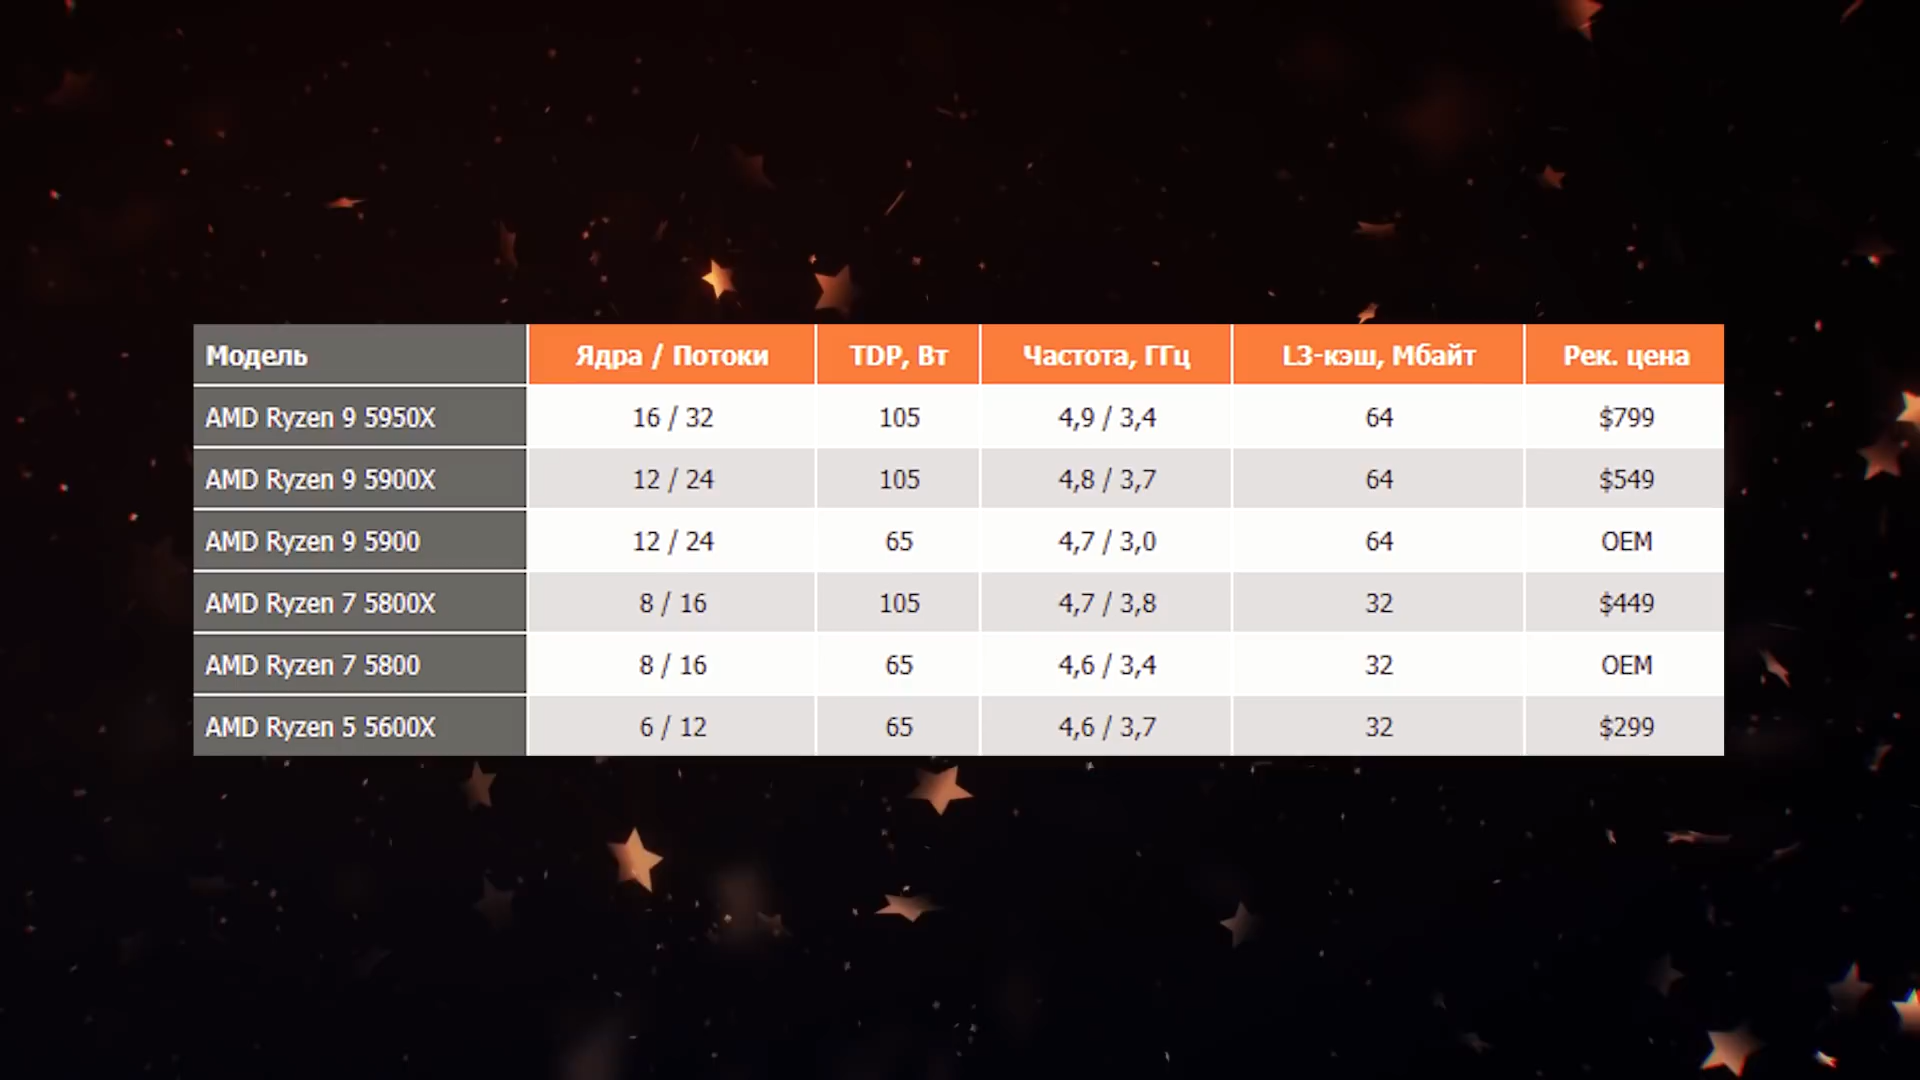 Модель Ядра / Потоки TDP, Вт Частота, ГГц L3-кэш, Мбайт Рек. цена
AMD Ryzen 9 5950X 16 / 32 105 4,9 / 3,4 64 $799
AMD Ryzen 9 5900X 12 / 24 105 4,8 / 3,7 64 $549
AMD Ryzen 9 5900 12 / 24 65 4,7 / 3,0 64 OEM
AMD Ryzen 7 5800X 8 / 16 105 4,7 / 3,8 32 $449
AMD Ryzen 7 5800 8 / 16 65 4,6 / 3,4 32 OEM
AMD Ryzen 5 5600X 6 / 12 65 4,6 / 3,7 32 $299